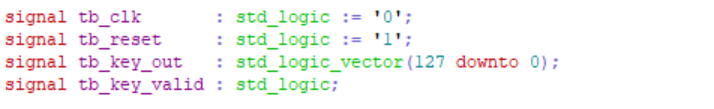 signal tb_clk       : std_logic := '0';
signal tb_reset     : std_logic := '1';
signal tb_key_out   : std_logic_vector(127 downto 0);
signal tb_key_valid : std_logic;